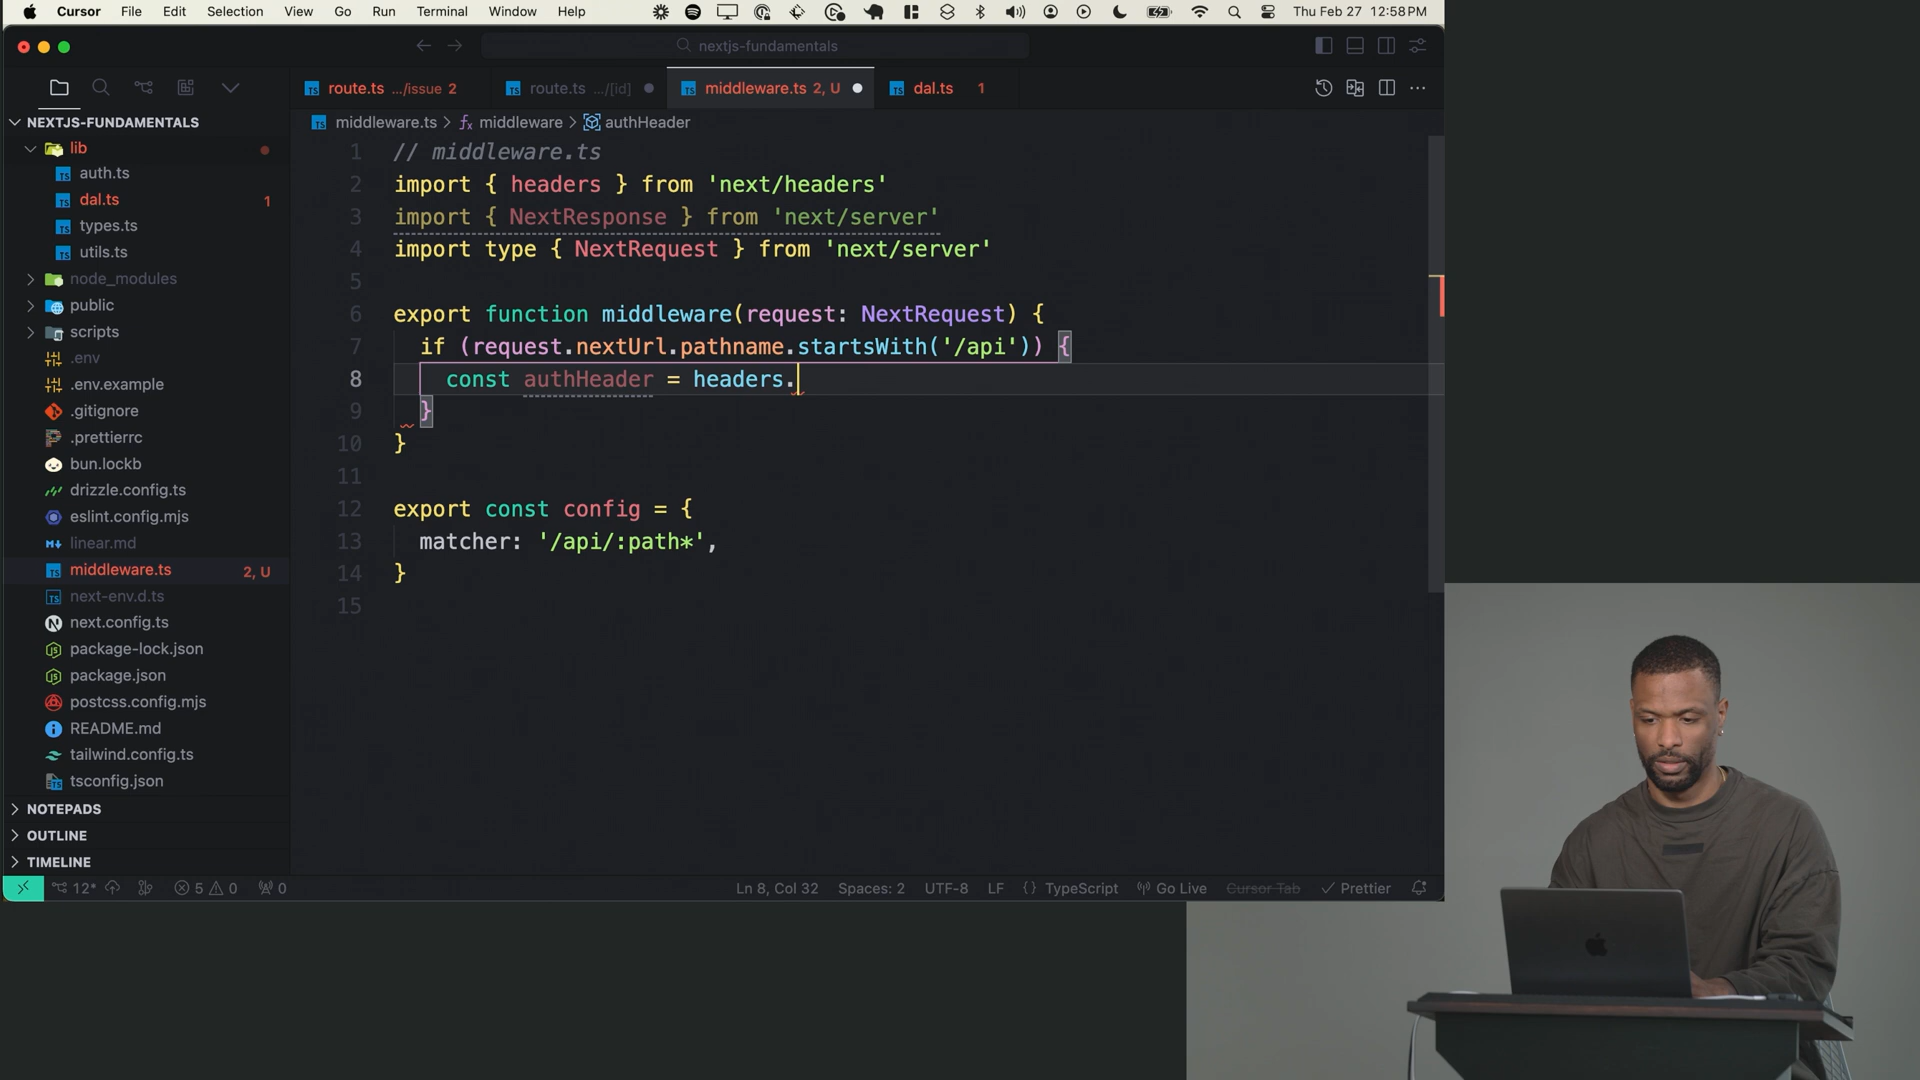 Cursor File Edit Selection View Go Run Terminal Window Help Thu Feb 27 12:58 PM
nextjs-fundamentals
route.ts .../issue 2 route.ts .../[id] middleware.ts 2, U dal.ts 1
NEXTJS-FUNDAMENTALS
middleware.ts > middleware > authHeader
lib
auth.ts
dal.ts 1
types.ts
utils.ts
node_modules
public
scripts
.env
.env.example
.gitignore
.prettierrc
bun.lockb
drizzle.config.ts
eslint.config.mjs
linear.md
middleware.ts 2, U
next-env.d.ts
next.config.ts
package-lock.json
package.json
postcss.config.mjs
README.md
tailwind.config.ts
tsconfig.json
NOTEPADS
OUTLINE
TIMELINE
1 // middleware.ts
2 import { headers } from 'next/headers'
3 import { NextResponse } from 'next/server'
4 import type { NextRequest } from 'next/server'
5
6 export function middleware(request: NextRequest) {
7 if (request.nextUrl.pathname.startsWith('/api')) {
8 const authHeader = headers.
9 }
10 }
11
12 export const config = {
13 matcher: '/api/:path*',
14 }
15
12* 5 0 0 Ln 8, Col 32 Spaces: 2 UTF-8 LF {} TypeScript Go Live Cursor Tab Prettier